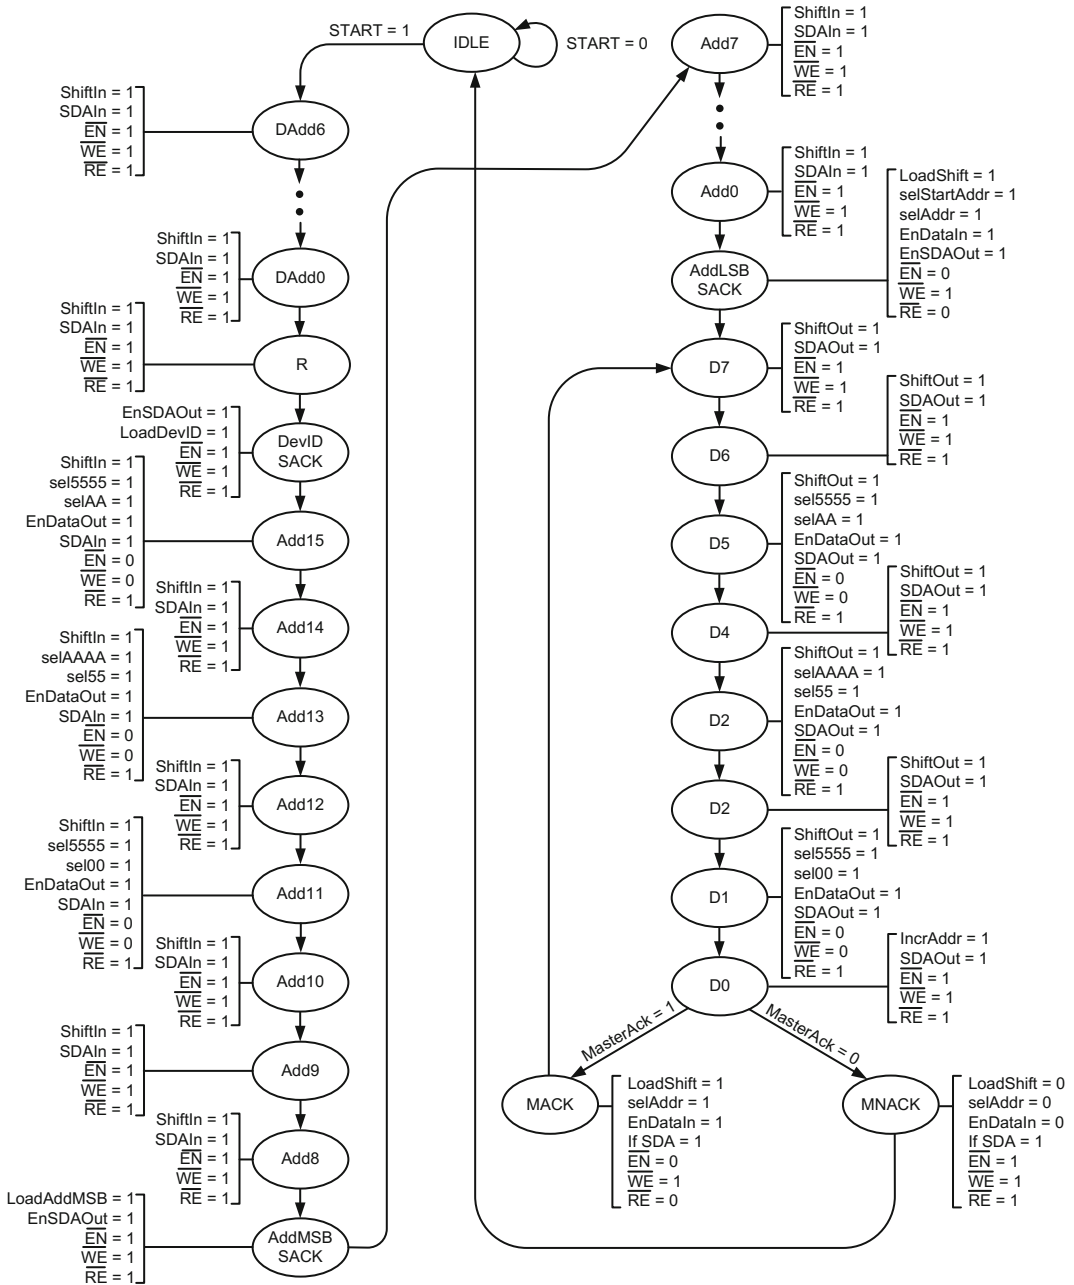 START = 1
IDLE
START = 0
ShiftIn = 1
SDAIn = 1
EN = 1
WE = 1
RE = 1
DAdd6
ShiftIn = 1
SDAIn = 1
EN = 1
WE = 1
RE = 1
DAdd0
ShiftIn = 1
SDAIn = 1
EN = 1
WE = 1
RE = 1
R
EnSDAOut = 1
LoadDevID = 1
EN = 1
WE = 1
RE = 1
DevID
SACK
ShiftIn = 1
sel5555 = 1
selAA = 1
EnDataOut = 1
SDAIn = 1
EN = 0
WE = 0
RE = 1
Add15
ShiftIn = 1
SDAIn = 1
EN = 1
WE = 1
RE = 1
Add14
ShiftIn = 1
selAAAA = 1
sel55 = 1
EnDataOut = 1
SDAIn = 1
EN = 0
WE = 0
RE = 1
Add13
ShiftIn = 1
SDAIn = 1
EN = 1
WE = 1
RE = 1
Add12
ShiftIn = 1
sel5555 = 1
sel00 = 1
EnDataOut = 1
SDAIn = 1
EN = 0
WE = 0
RE = 1
Add11
ShiftIn = 1
SDAIn = 1
EN = 1
WE = 1
RE = 1
Add10
ShiftIn = 1
SDAIn = 1
EN = 1
WE = 1
RE = 1
Add9
ShiftIn = 1
SDAIn = 1
EN = 1
WE = 1
RE = 1
Add8
LoadAddMSB = 1
EnSDAOut = 1
EN = 1
WE = 1
RE = 1
AddMSB
SACK
Add7
ShiftIn = 1
SDAIn = 1
EN = 1
WE = 1
RE = 1
Add0
ShiftIn = 1
SDAIn = 1
EN = 1
WE = 1
RE = 1
AddLSB
SACK
LoadShift = 1
selStartAddr = 1
selAddr = 1
EnDataIn = 1
EnSDAOut = 1
EN = 0
WE = 1
RE = 0
D7
ShiftOut = 1
SDAOut = 1
EN = 1
WE = 1
RE = 1
D6
ShiftOut = 1
SDAOut = 1
EN = 1
WE = 1
RE = 1
D5
ShiftOut = 1
sel5555 = 1
selAA = 1
EnDataOut = 1
SDAOut = 1
EN = 0
WE = 0
RE = 1
D4
ShiftOut = 1
SDAOut = 1
EN = 1
WE = 1
RE = 1
D2
ShiftOut = 1
selAAAA = 1
sel55 = 1
EnDataOut = 1
SDAOut = 1
EN = 0
WE = 0
RE = 1
D2
ShiftOut = 1
SDAOut = 1
EN = 1
WE = 1
RE = 1
D1
ShiftOut = 1
sel5555 = 1
sel00 = 1
EnDataOut = 1
SDAOut = 1
EN = 0
WE = 0
RE = 1
D0
IncrAddr = 1
SDAOut = 1
EN = 1
WE = 1
RE = 1
MasterAck = 1
MasterAck = 0
MACK
LoadShift = 1
selAddr = 1
EnDataIn = 1
If SDA = 1
EN = 0
WE = 1
RE = 0
MNACK
LoadShift = 0
selAddr = 0
EnDataIn = 0
If SDA = 1
EN = 1
WE = 1
RE = 1